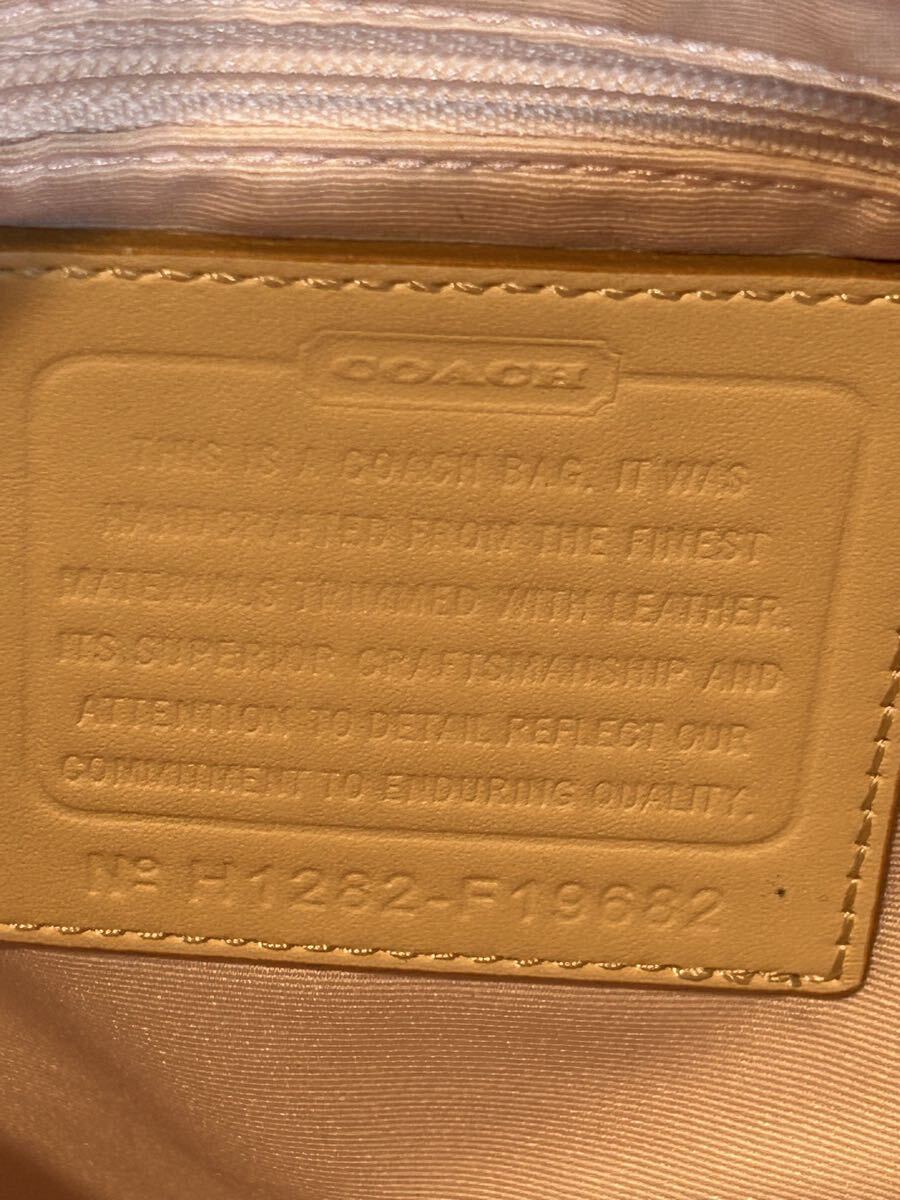 COACH
THIS IS A COACH BAG. IT WAS
HANDCRAFTED FROM THE FINEST
MATERIALS TRIMMED WITH LEATHER.
ITS SUPERIOR CRAFTSMANSHIP AND
ATTENTION TO DETAIL REFLECT OUR
COMMITMENT TO ENDURING QUALITY.
Nº H1282-F19682